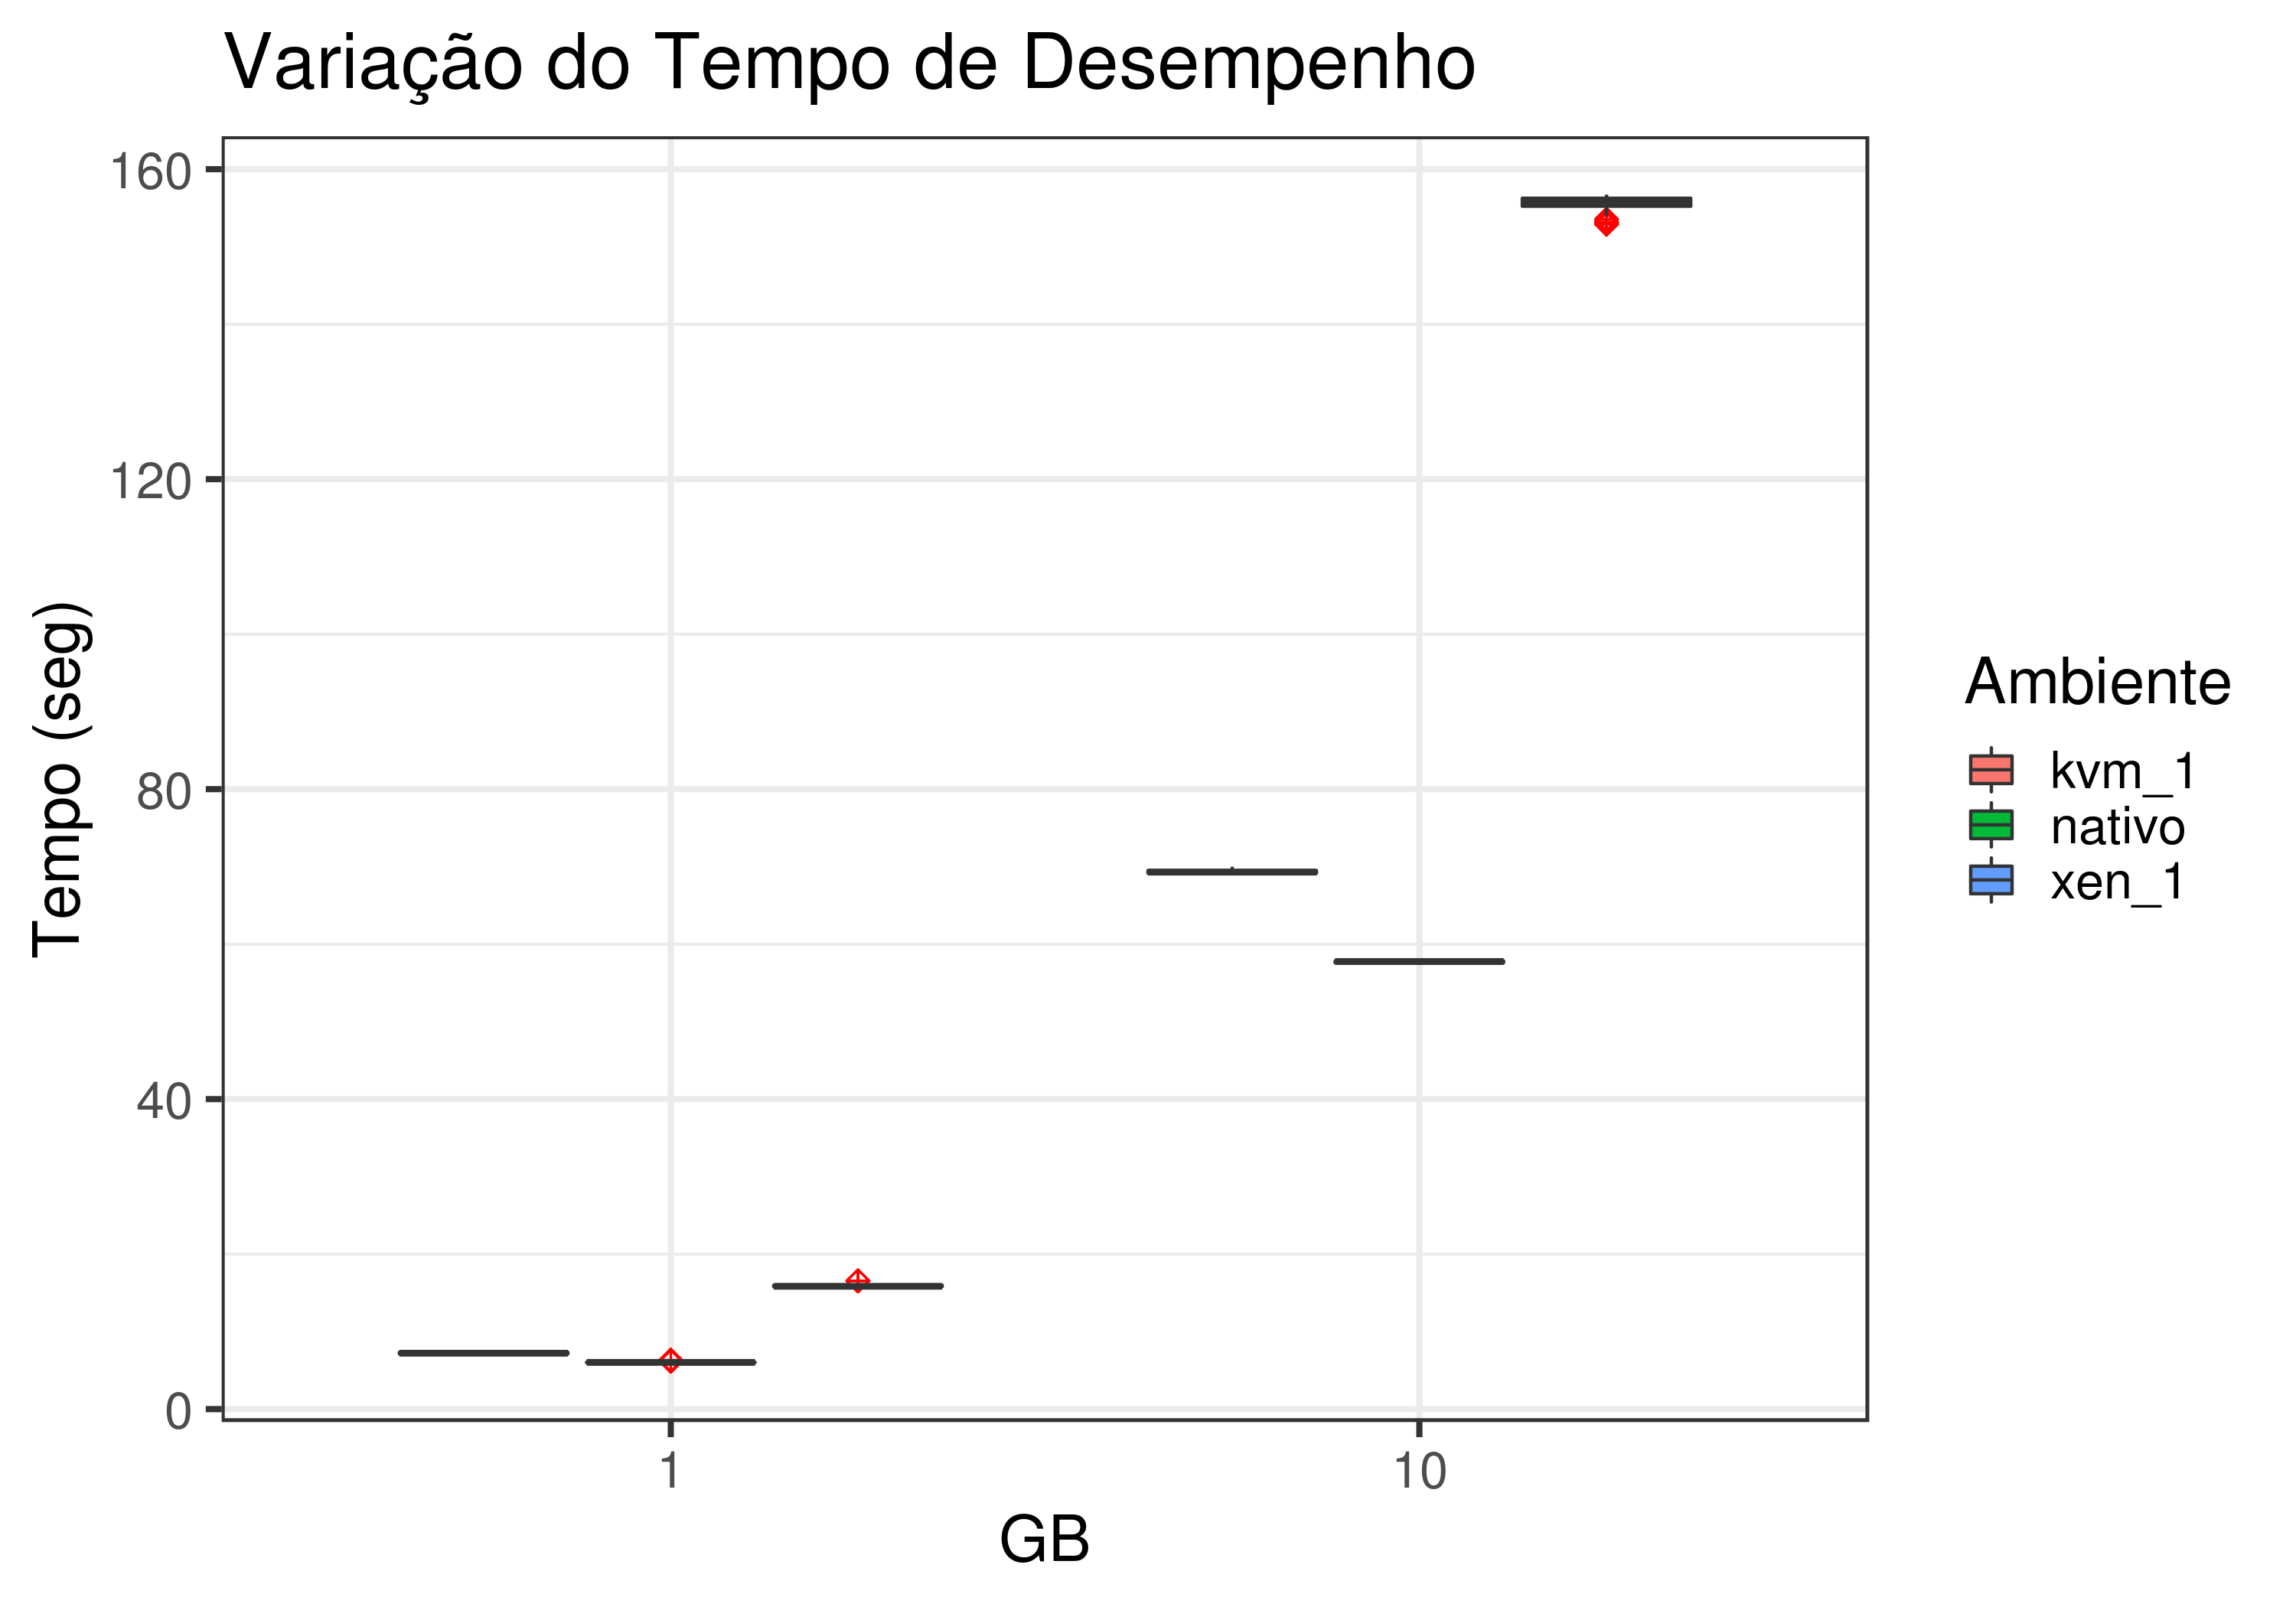 Variação do Tempo de Desempenho
160
120
80
40
0
Tempo (seg)
1
10
GB
Ambiente
kvm_1
nativo
xen_1